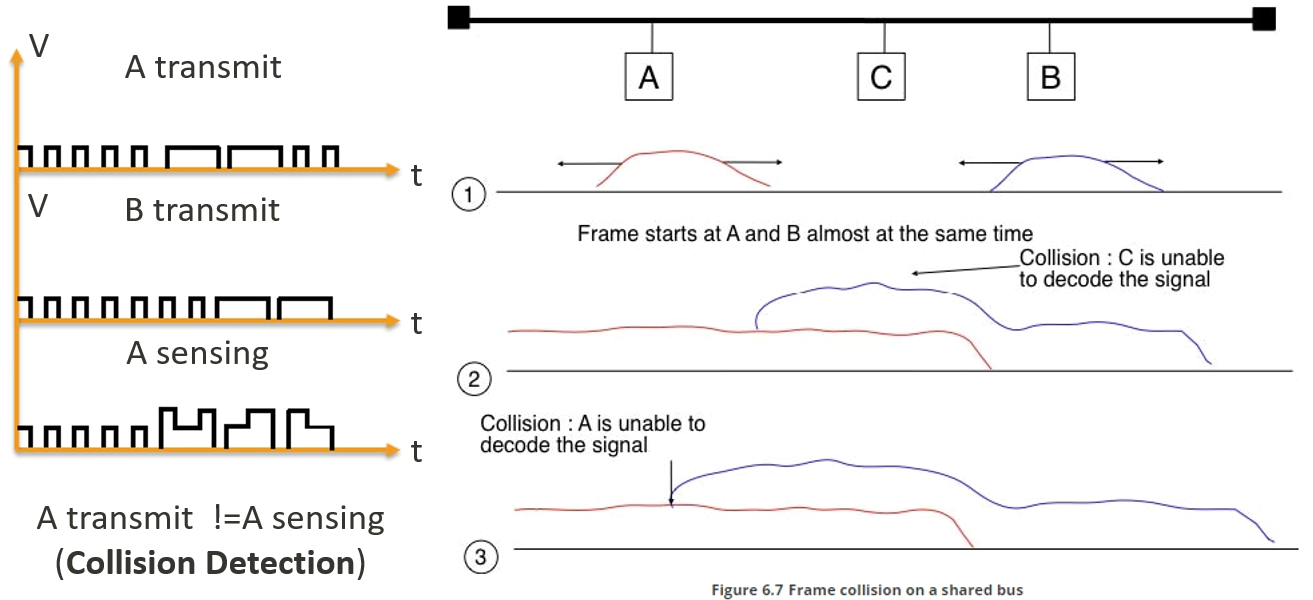 V
A transmit
t
V
B transmit
t
A sensing
t
A transmit !=A sensing
(Collision Detection)
A
C
B
1
Frame starts at A and B almost at the same time
Collision : C is unable
to decode the signal
2
Collision : A is unable to
decode the signal
3
Figure 6.7 Frame collision on a shared bus